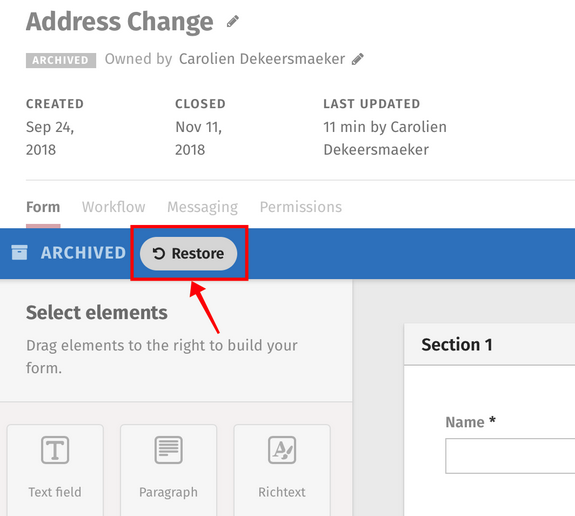 Address Change
ARCHIVED Owned by Carolien Dekeersmaeker
CREATED CLOSED LAST UPDATED
Sep 24, Nov 11, 11 min by Carolien
2018 2018 Dekeersmaeker
Form Workflow Messaging Permissions
ARCHIVED Restore
Select elements
Drag elements to the right to build your
form.
Section 1
Name *
Text field Paragraph Richtext